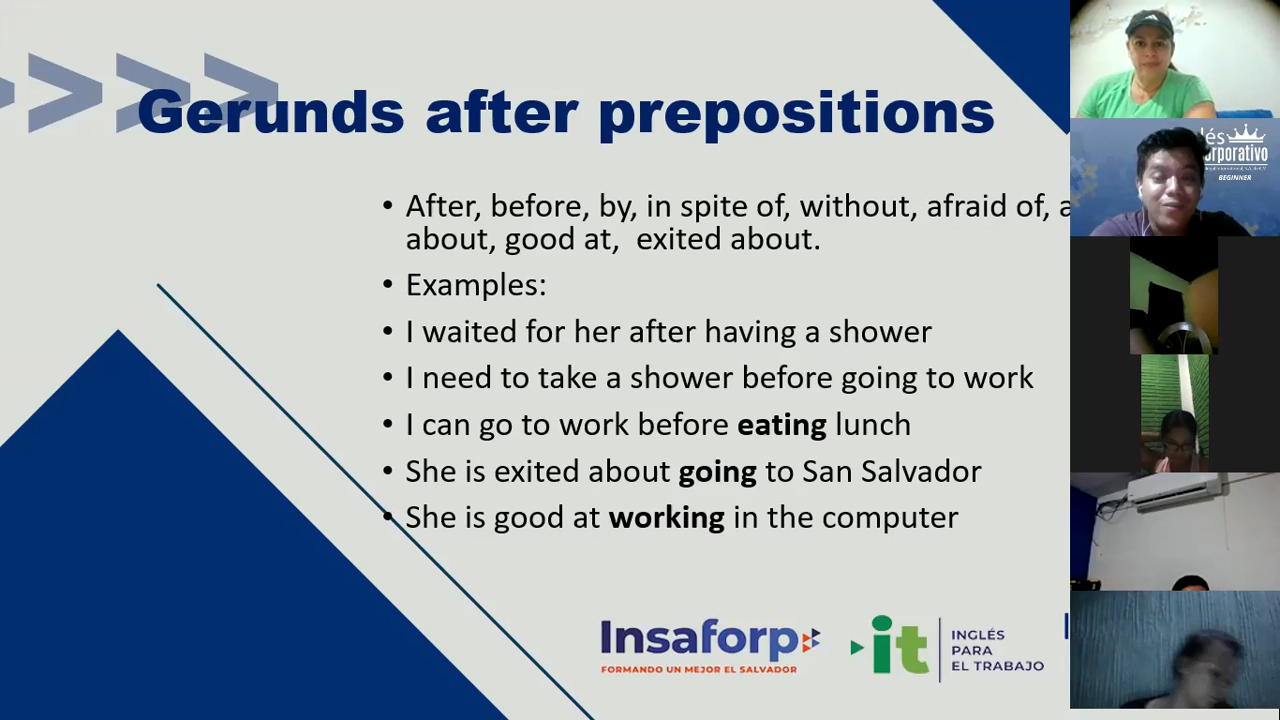 Gerunds after prepositions
• After, before, by, in spite of, without, afraid of,
about, good at, exited about.
• Examples:
• I waited for her after having a shower
• I need to take a shower before going to work
• I can go to work before eating lunch
• She is exited about going to San Salvador
• She is good at working in the computer
Insaforp
FORMANDO UN MEJOR EL SALVADOR
it
INGLÉS
PARA
EL TRABAJO
BEGINNER